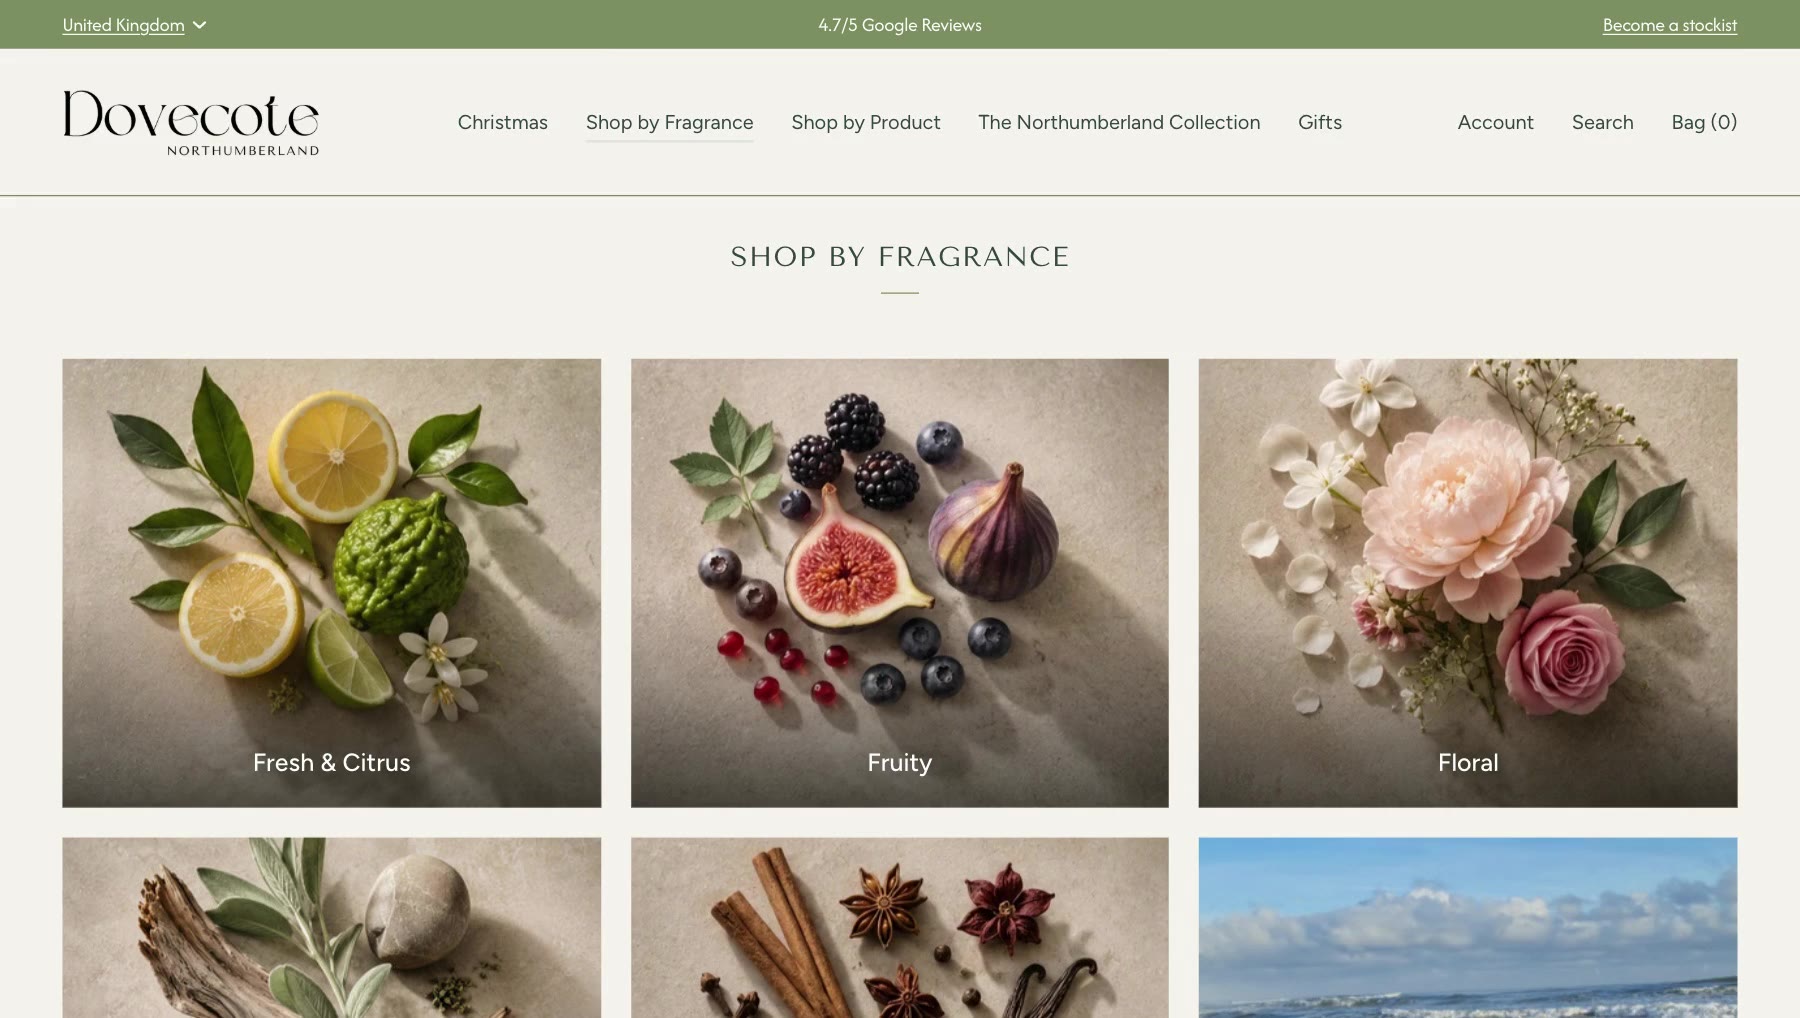 United Kingdom
4.7/5 Google Reviews
Become a stockist
Dovecote
NORTHUMBERLAND
Christmas
Shop by Fragrance
Shop by Product
The Northumberland Collection
Gifts
Account
Search
Bag (0)
SHOP BY FRAGRANCE
Fresh & Citrus
Fruity
Floral